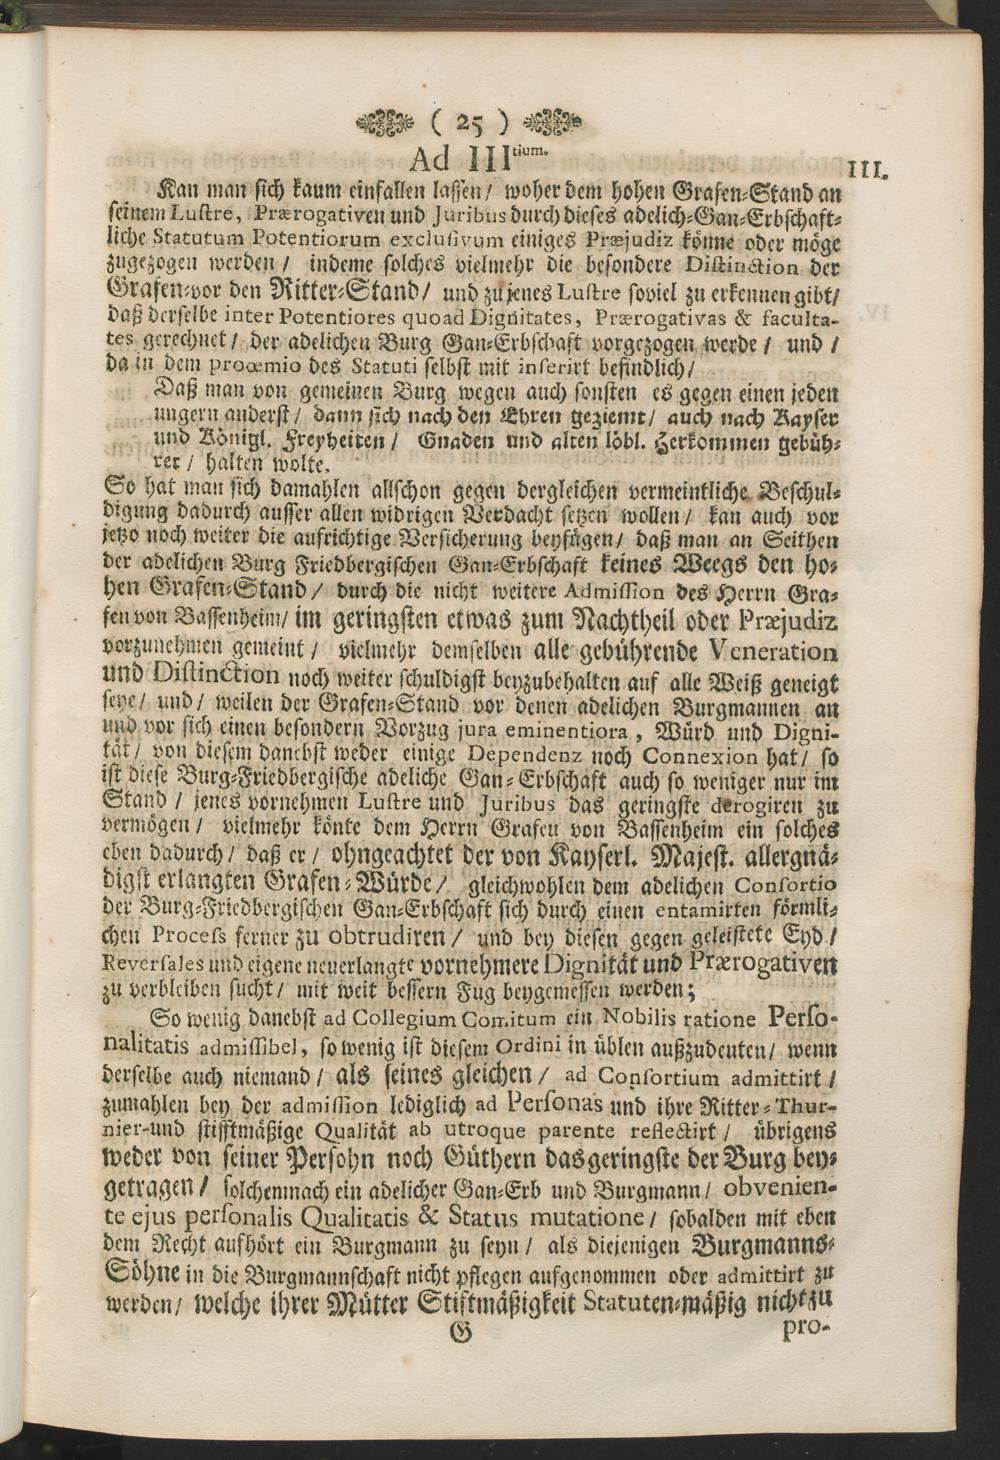 ( 25 )
Ad III^tium.
III.
Kan man sich kaum einfallen lassen / woher dem hohen Grafen-Stand an
seinem Lustre, Prærogativen und Juribus durch dieses adelich-Gan-Erbschaft-
liche Statutum Potentiorum exclusivum einiges Præjudiz könne oder möge
zugezogen werden / indeme solches vielmehr die besondere Distinction der
Grafen-vor den Ritter-Stand / und zu jenes Lustre soviel zu erkennen gibt /
daß derselbe inter Potentiores quoad Dignitates, Prærogativas & faculta-
tes gerechnet / der adelichen Burg Gan-Erbschaft vorgezogen werde / und /
da in dem proœmio des Statuti selbst mit inserirt befindlich /
Daß man von gemeinen Burg wegen auch sonsten es gegen einen jeden
ungern anderst / dann sich nach den Ehren geziemt / auch nach Kayser
und Königl. Freyheiten / Gnaden und alten löbl. Herkommen gebüh-
ret / halten wolte.
So hat man sich damahlen allschon gegen dergleichen vermeintliche Beschul-
digung dadurch ausser allen widrigen Verdacht setzen wollen / kan auch vor
jetzo noch weiter die aufrichtige Versicherung beyfügen / daß man an Seithen
der adelichen Burg Friedbergischen Gan-Erbschaft keines Weegs den ho-
hen Grafen-Stand / durch die nicht weitere Admission des Herrn Gra-
fen von Bassenheim / im geringsten etwas zum Nachtheil oder Præjudiz
vorzunehmen gemeint / vielmehr demselben alle gebührende Veneration
und Distinction noch weiter schuldigst beyzubehalten auf alle Weiß geneigt
seye / und / weilen der Grafen-Stand vor denen adelichen Burgmannen an
und vor sich einen besondern Vorzug jura eminentiora, Würd und Digni-
tät / von diesem danebst weder einige Dependenz noch Connexion hat / so
ist diese Burg-Friedbergische adeliche Gan-Erbschaft auch so weniger nur im
Stand / jenes vornehmen Lustre und Juribus das geringste derogiren zu
vermögen / vielmehr könte dem Herrn Grafen von Bassenheim ein solches
eben dadurch / daß er / ohngeachtet der von Kayserl. Majest. allergnä-
digst erlangten Grafen-Würde / gleichwohlen dem adelichen Consortio
der Burg-Friedbergischen Gan-Erbschaft sich durch einen entamirten förmli-
chen Process ferner zu obtrudiren / und bey diesen gegen geleistete Eyd /
Reversales und eigene neuerlangte vornehmere Dignität und Prærogativen
zu verbleiben sucht / mit weit bessern Fug beygemessen werden;
So wenig danebst ad Collegium Comitum ein Nobilis ratione Perso-
nalitatis admissibel, so wenig ist diesem Ordini in üblen außzudeuten / wenn
derselbe auch niemand / als seines gleichen / ad Consortium admittirt /
zumahlen bey der admission lediglich ad Personas und ihre Ritter-Thur-
nier-und stifftmäßige Qualität ab utroque parente reflectirt / übrigens
weder von seiner Persohn noch Güthern das geringste der Burg bey-
getragen / solchemnach ein adelicher Gan-Erb und Burgmann / obvenien-
te ejus personalis Qualitatis & Status mutatione / sobalden mit eben
dem Recht aufhört ein Burgmann zu seyn / als diejenigen Burgmanns-
Söhne in die Burgmannschaft nicht pflegen aufgenommen oder admittirt zu
werden / welche ihrer Mütter Stiftmäßigkeit Statuten-mäßig nicht zu
G
pro-